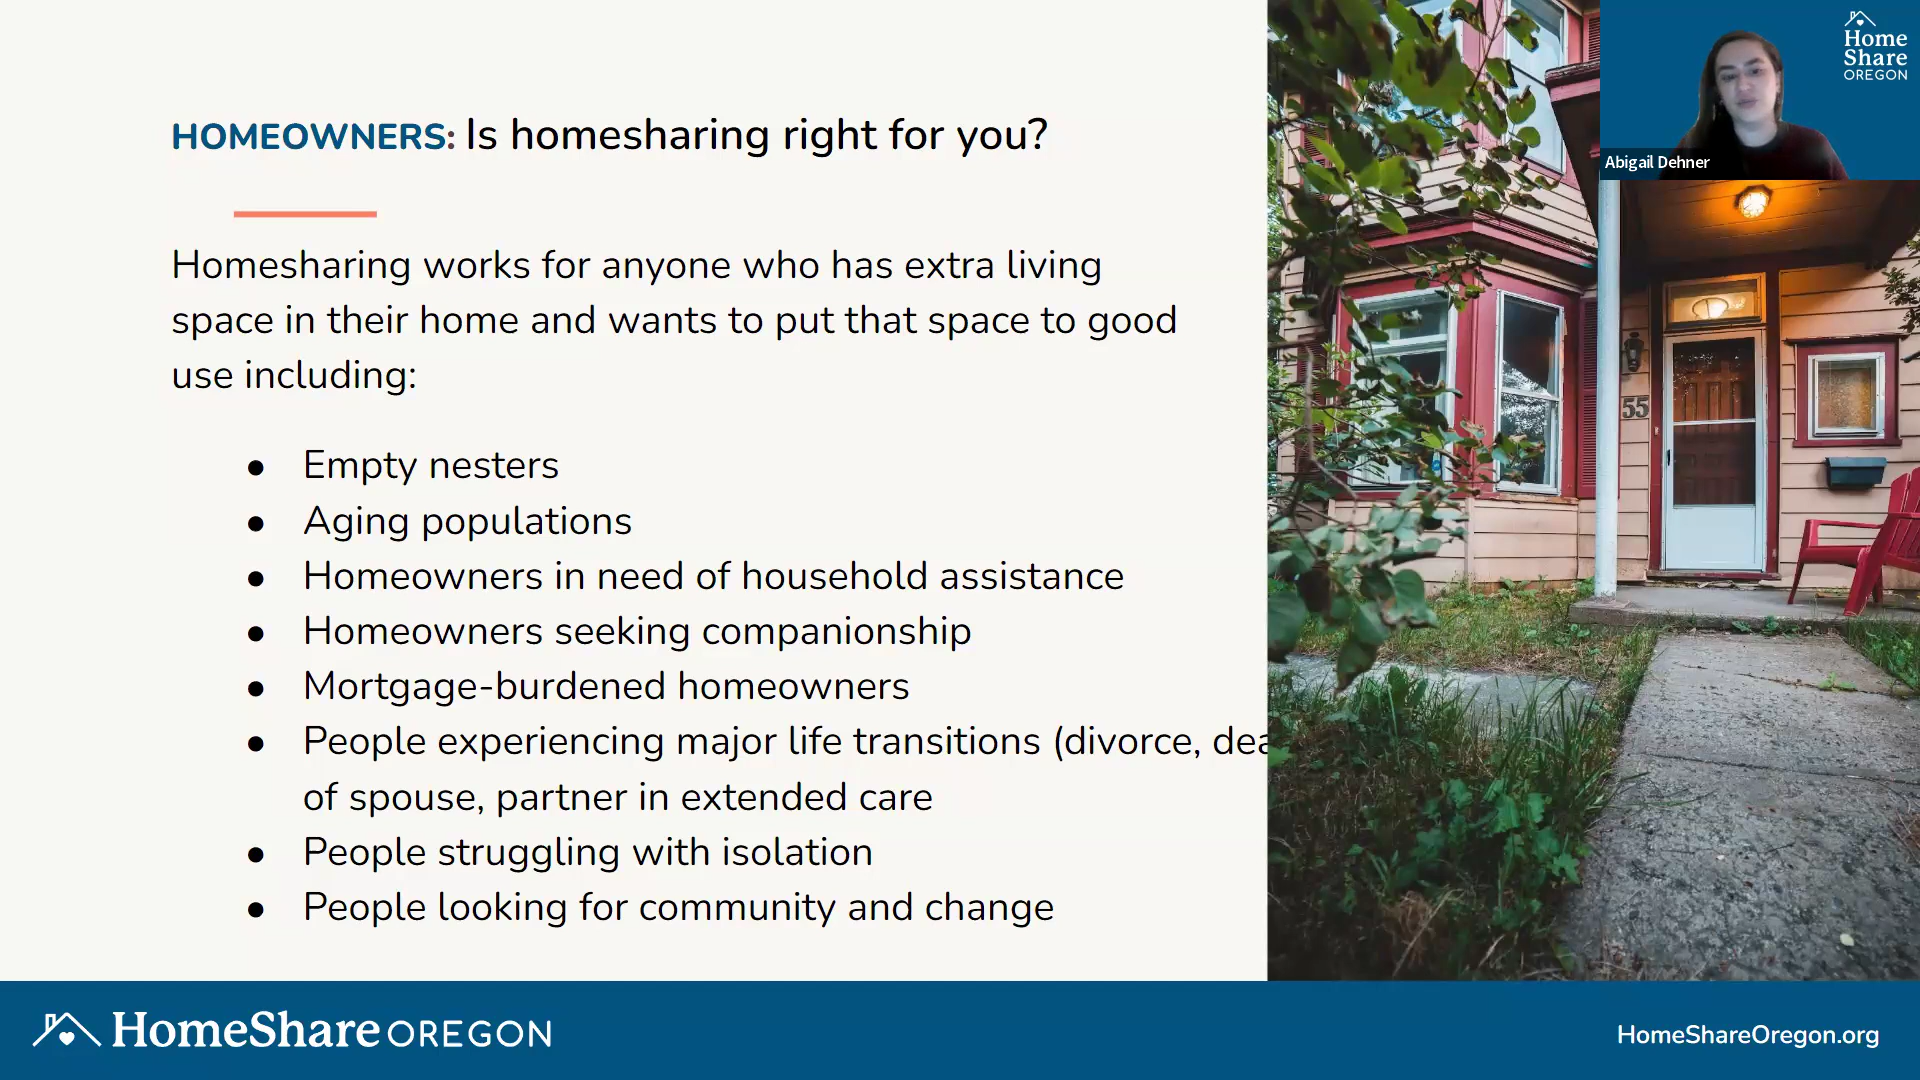 HOMEOWNERS: Is homesharing right for you?
Homesharing works for anyone who has extra living
space in their home and wants to put that space to good
use including:
● Empty nesters
● Aging populations
● Homeowners in need of household assistance
● Homeowners seeking companionship
● Mortgage-burdened homeowners
● People experiencing major life transitions (divorce, dea
of spouse, partner in extended care
● People struggling with isolation
● People looking for community and change
Home
Share
OREGON
Abigail Dehner
55
HomeShare OREGON
HomeShareOregon.org